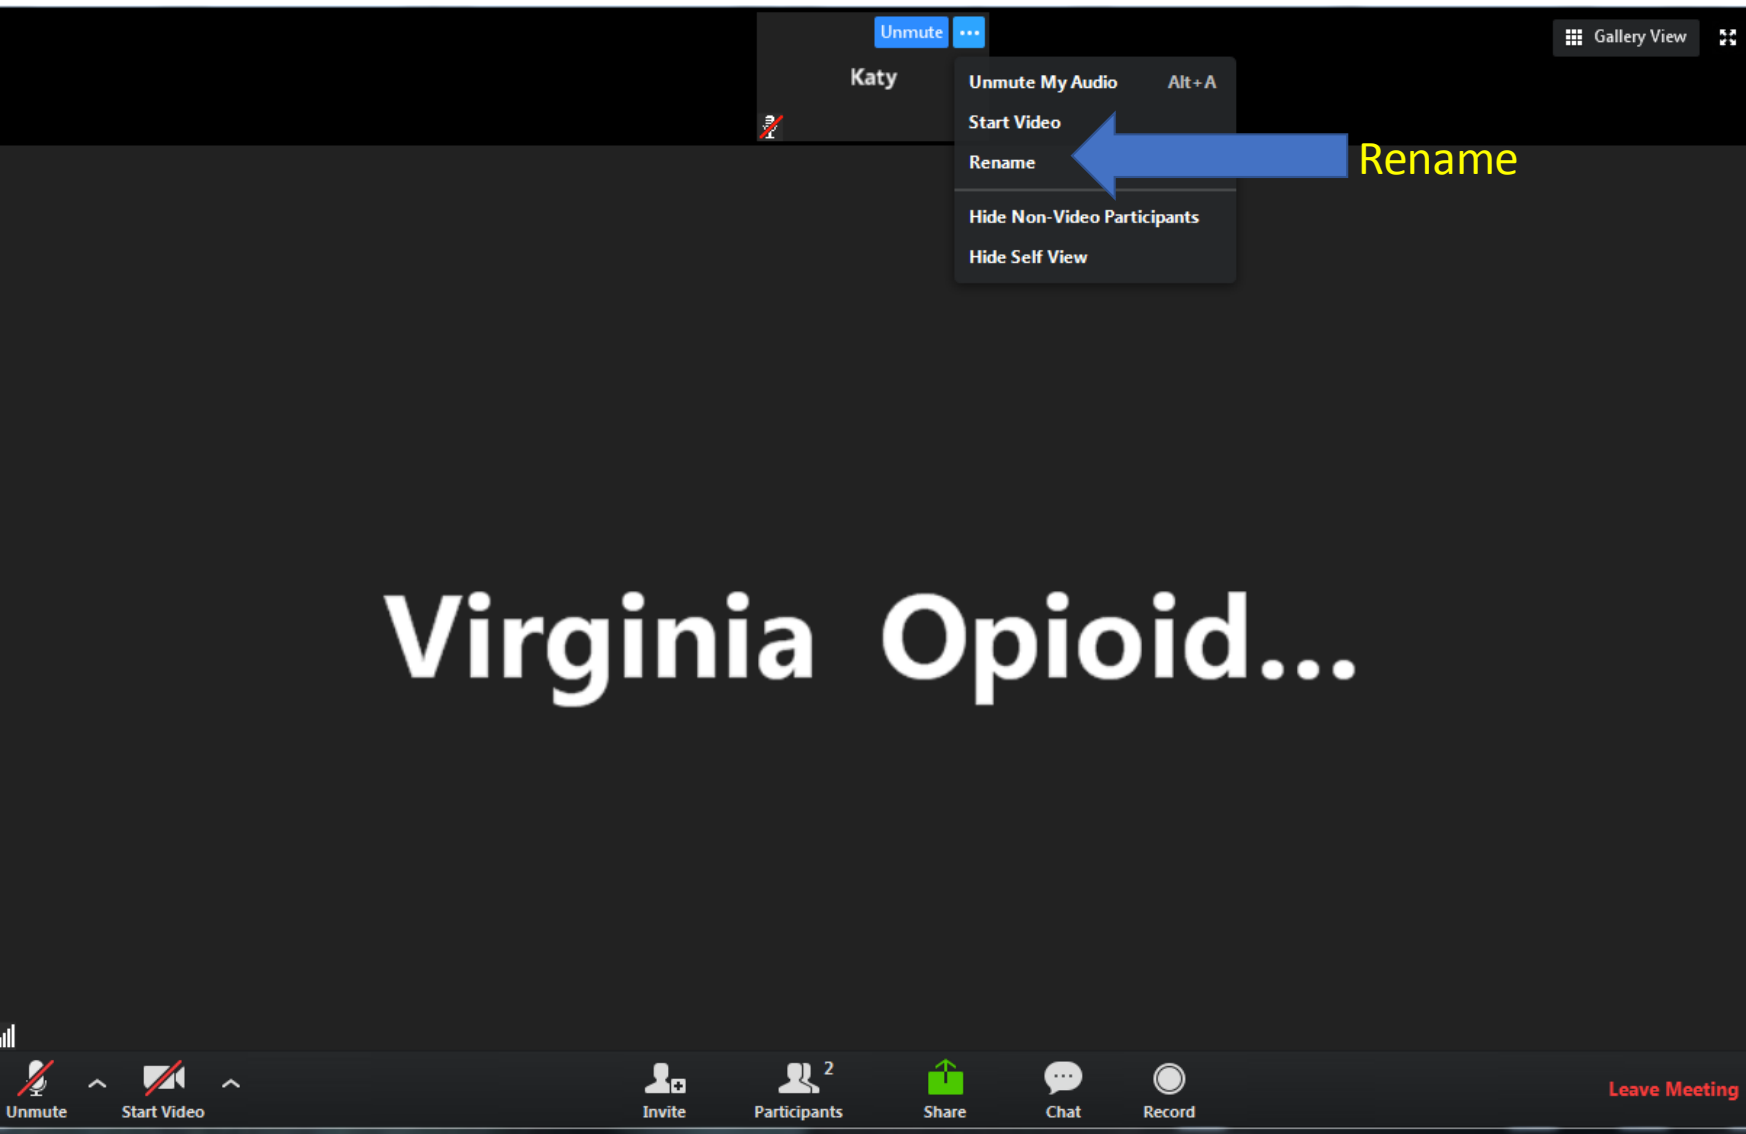 Unmute ...
Gallery View
Katy
Unmute My Audio Alt+A
Start Video
Rename
Rename
Hide Non-Video Participants
Hide Self View
Virginia Opioid...
2
Unmute
Start Video
Invite
Participants
Share
Chat
Record
Leave Meeting